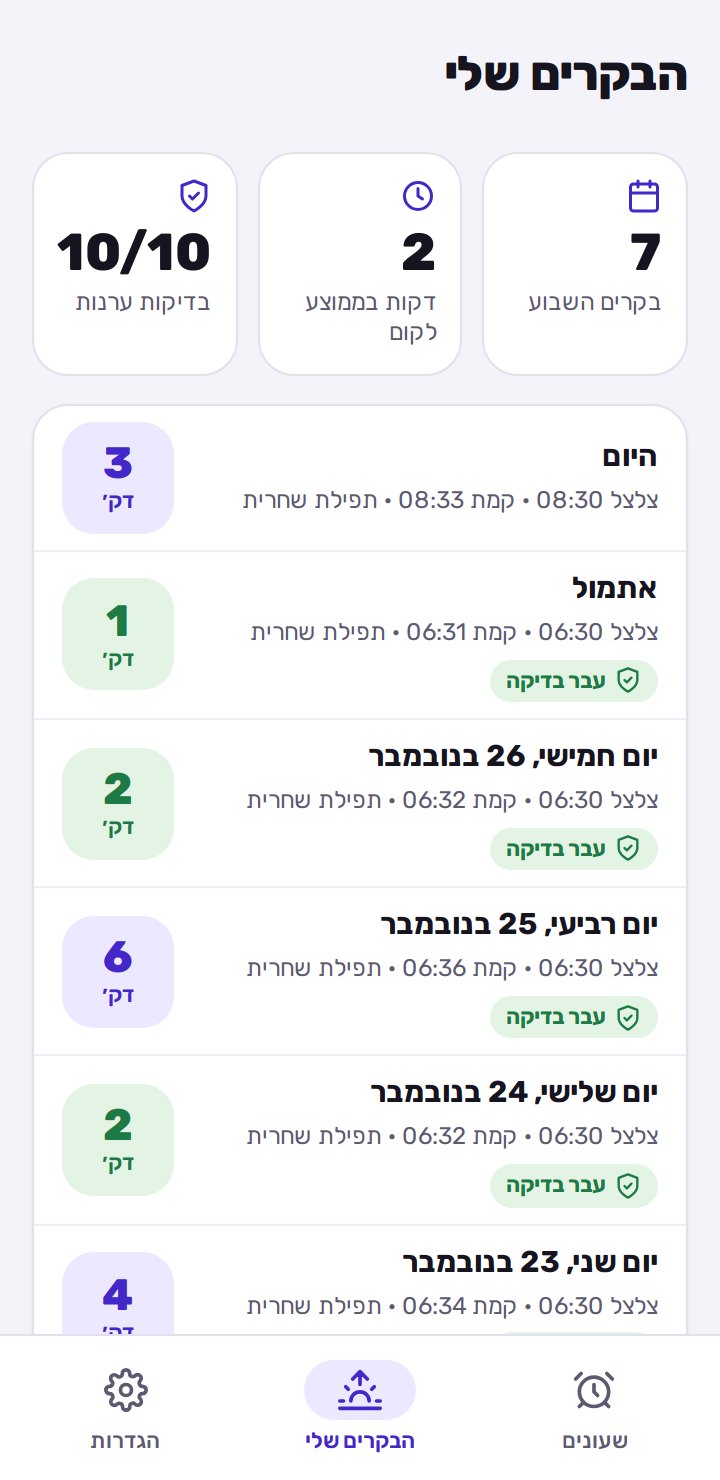 הבקרים שלי
7
בקרים השבוע
2
דקות בממוצע
לקום
10/10
בדיקות ערנות
היום
צלצל 08:30 • קמת 08:33 • תפילת שחרית
3
דק׳
אתמול
צלצל 06:30 • קמת 06:31 • תפילת שחרית
עבר בדיקה
1
דק׳
יום חמישי, 26 בנובמבר
צלצל 06:30 • קמת 06:32 • תפילת שחרית
עבר בדיקה
2
דק׳
יום רביעי, 25 בנובמבר
צלצל 06:30 • קמת 06:36 • תפילת שחרית
עבר בדיקה
6
דק׳
יום שלישי, 24 בנובמבר
צלצל 06:30 • קמת 06:32 • תפילת שחרית
עבר בדיקה
2
דק׳
יום שני, 23 בנובמבר
צלצל 06:30 • קמת 06:34 • תפילת שחרית
4
דק׳
שעונים
הבקרים שלי
הגדרות